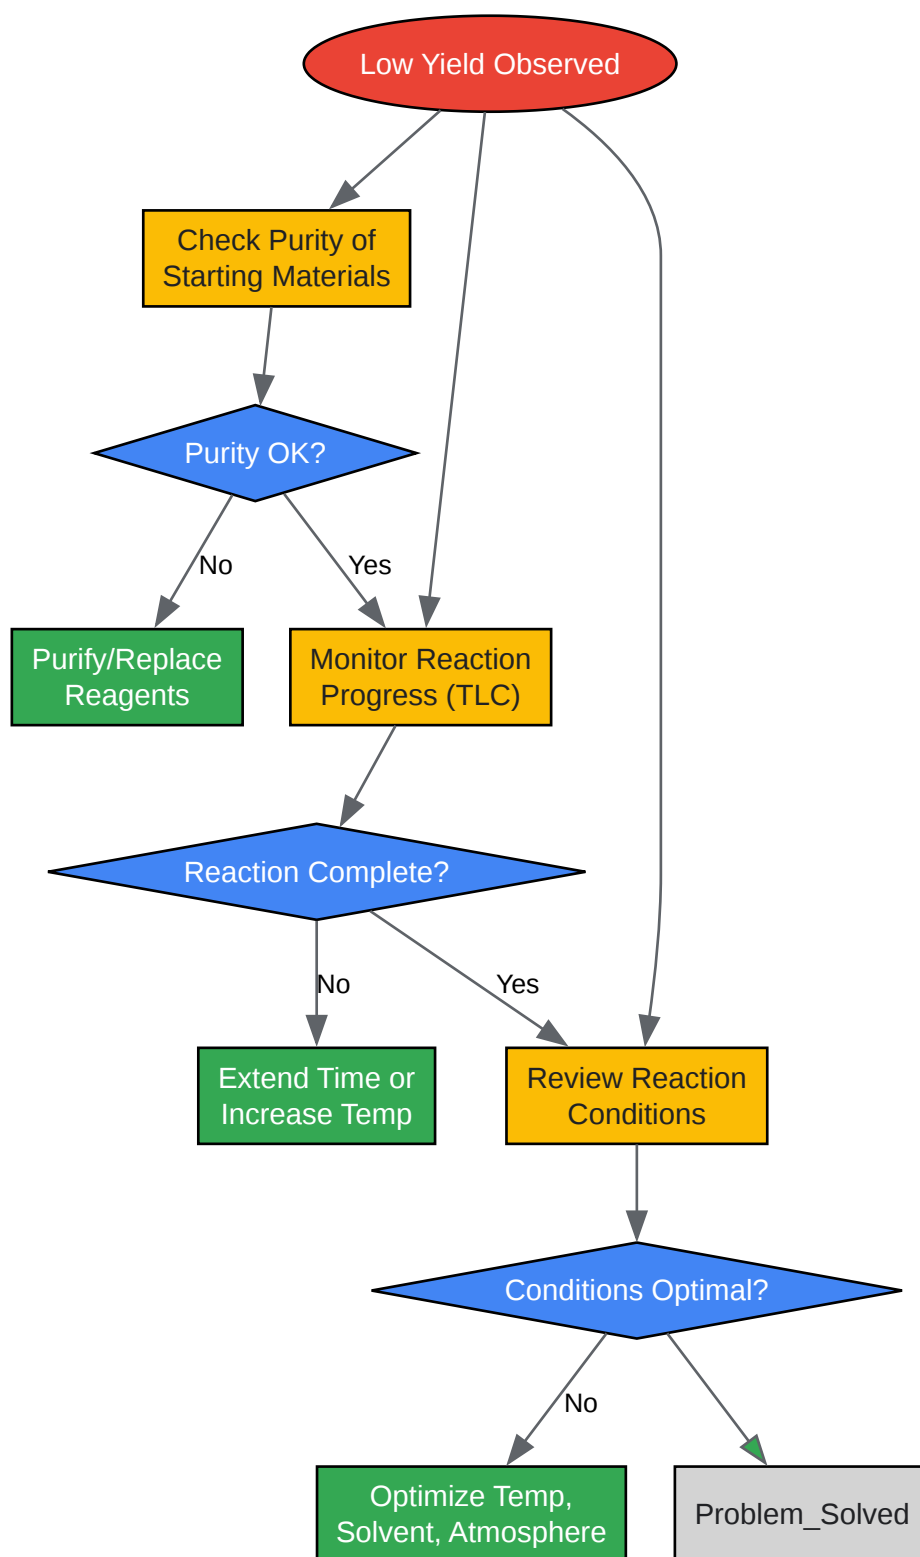 Low Yield Observed
Check Purity of
Starting Materials
Purity OK?
No
Yes
Purify/Replace
Reagents
Monitor Reaction
Progress (TLC)
Reaction Complete?
No
Yes
Extend Time or
Increase Temp
Review Reaction
Conditions
Conditions Optimal?
No
Optimize Temp,
Solvent, Atmosphere
Problem_Solved